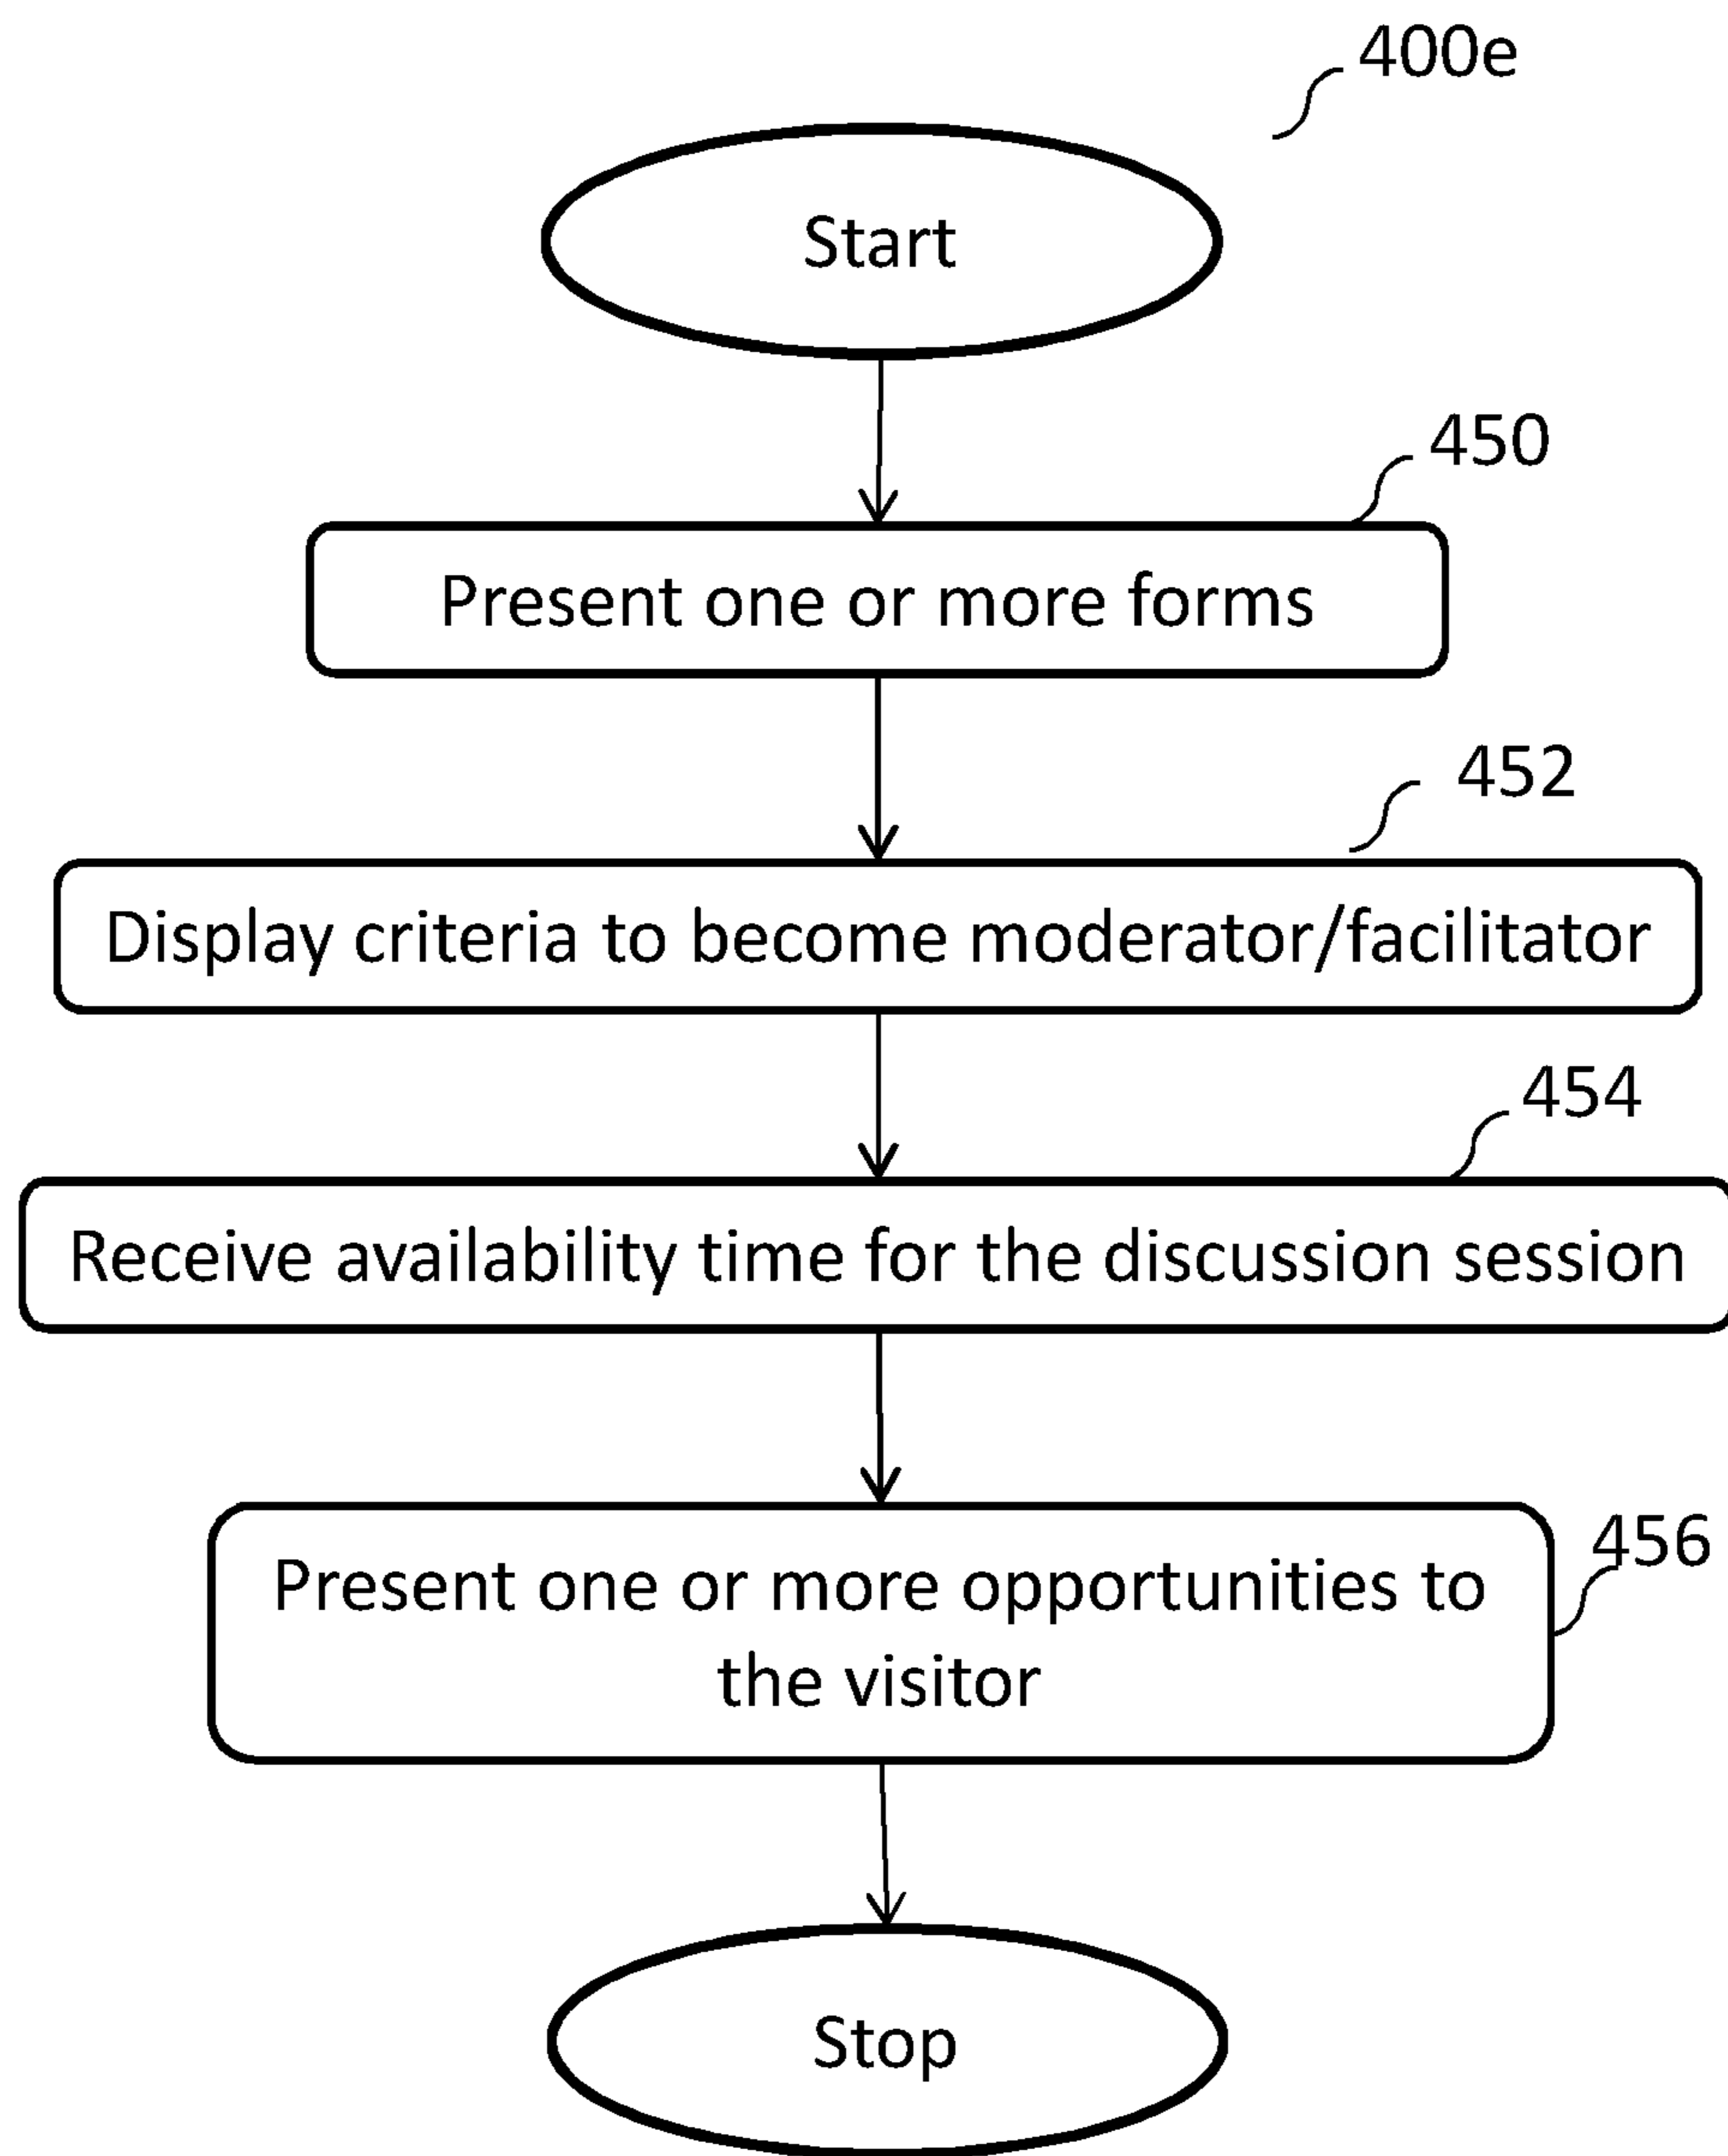 400e
Start
450
Present one or more forms
452
Display criteria to become moderator/facilitator
454
Receive availability time for the discussion session
456
Present one or more opportunities to
the visitor
Stop